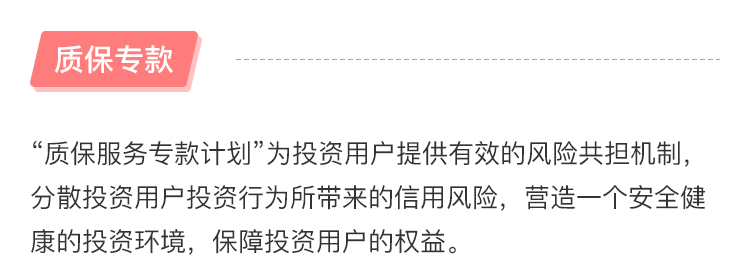 质保专款
“质保服务专款计划”为投资用户提供有效的风险共担机制，
分散投资用户投资行为所带来的信用风险，营造一个安全健
康的投资环境，保障投资用户的权益。